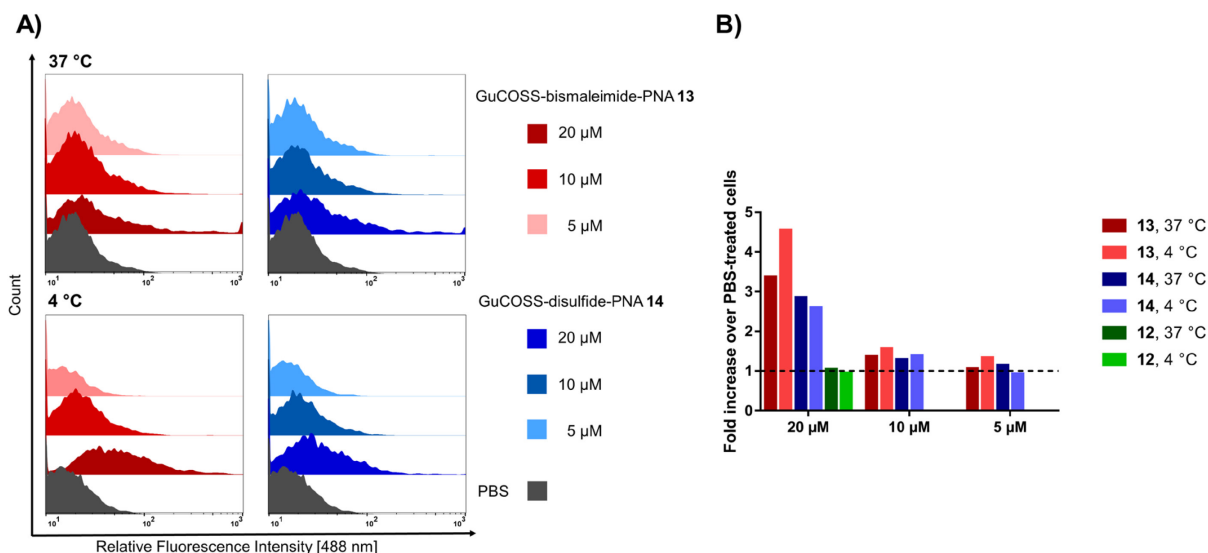 A)
37 °C
4 °C
Count
10¹ 10² 10³
10¹ 10² 10³
10¹ 10² 10³
10¹ 10² 10³
Relative Fluorescence Intensity [488 nm]
GuCOSS-bismaleimide-PNA 13
20 µM
10 µM
5 µM
GuCOSS-disulfide-PNA 14
20 µM
10 µM
5 µM
PBS
B)
Fold increase over PBS-treated cells
5
4
3
2
1
0
20 µM 10 µM 5 µM
13, 37 °C
13, 4 °C
14, 37 °C
14, 4 °C
12, 37 °C
12, 4 °C